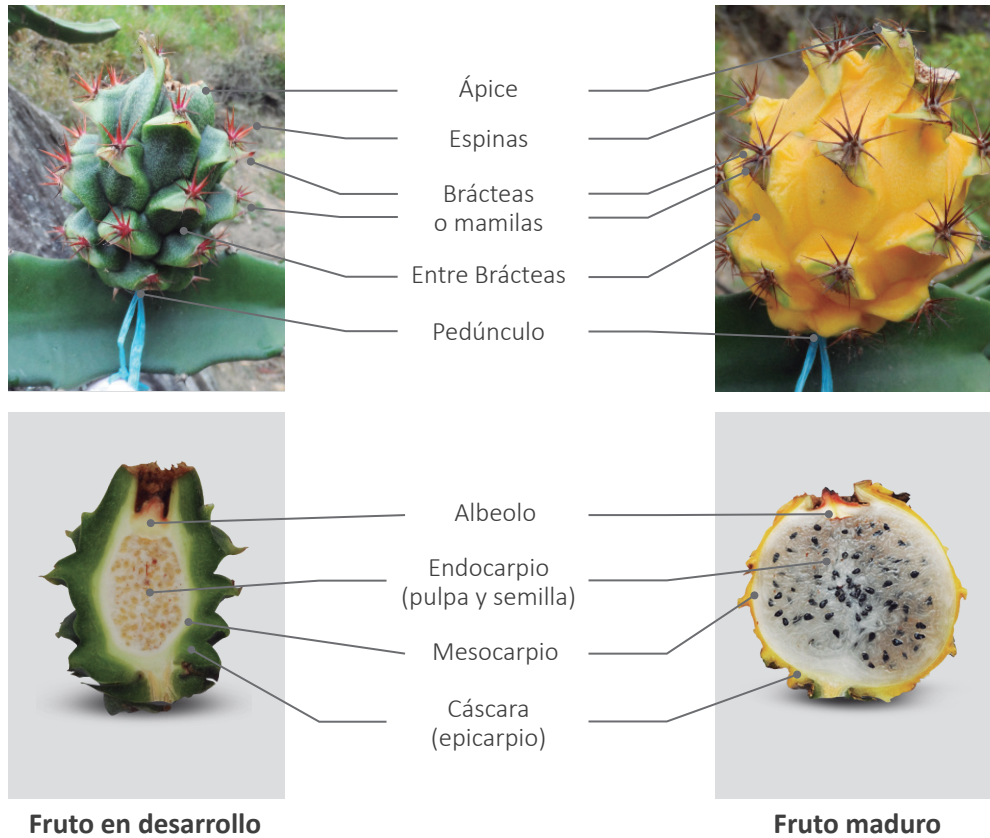 Ápice
Espinas
Brácteas
o mamilas
Entre Brácteas
Pedúnculo
Albeolo
Endocarpio
(pulpa y semilla)
Mesocarpio
Cáscara
(epicarpio)
Fruto en desarrollo
Fruto maduro